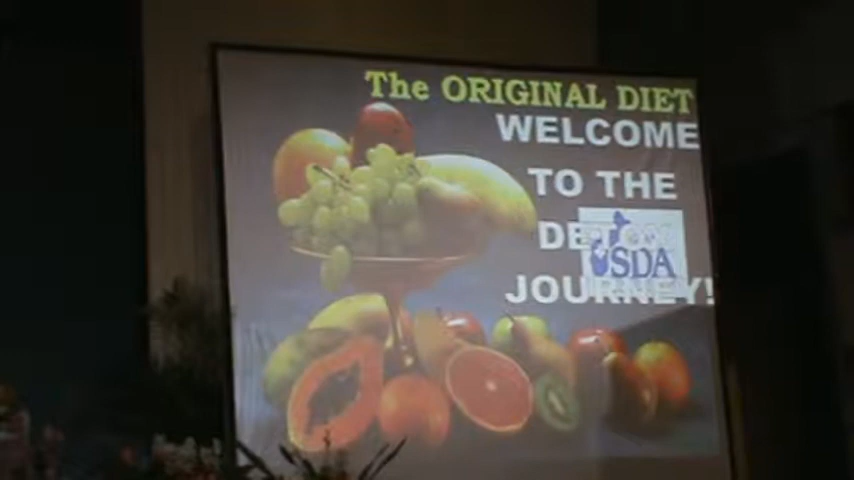 The ORIGINAL DIET
WELCOME
TO THE
SDA
JOURNEY!